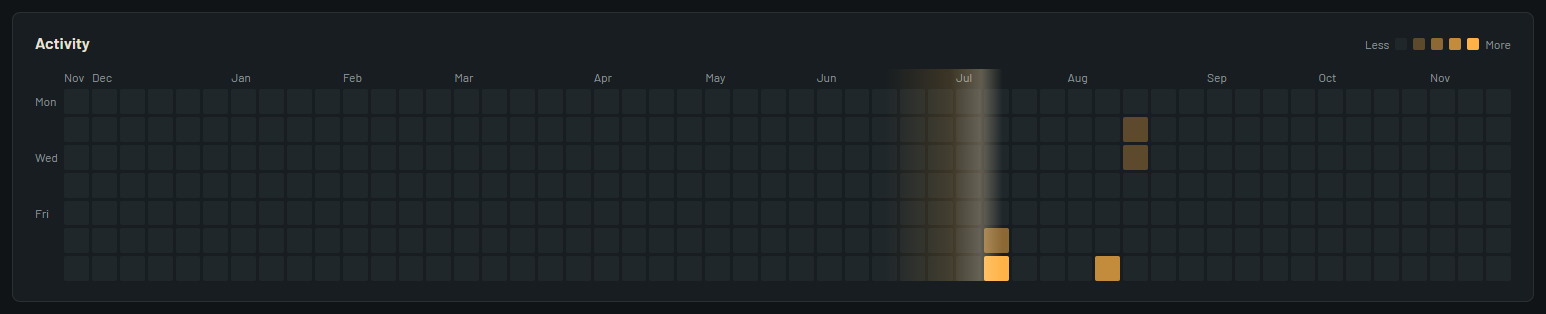 Activity
Less More
Nov Dec Jan Feb Mar Apr May Jun Jul Aug Sep Oct Nov
Mon
Wed
Fri